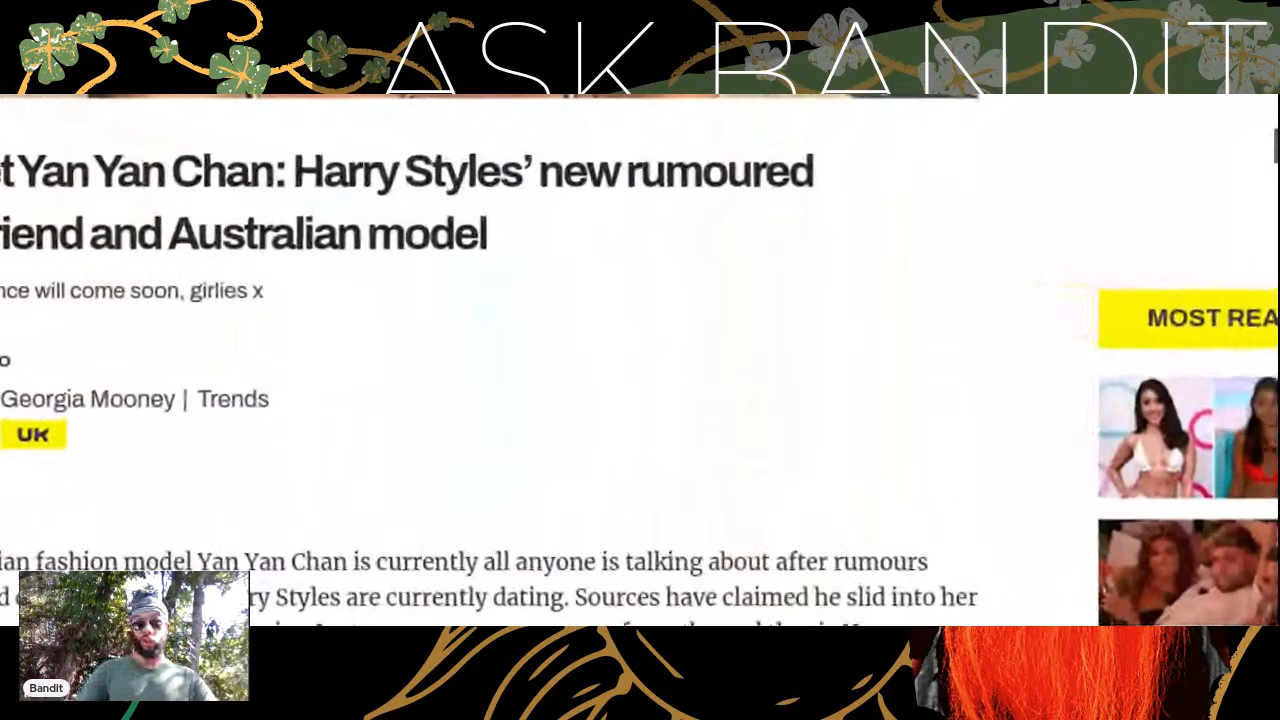 ASK BANDIT
t Yan Yan Chan: Harry Styles’ new rumoured
riend and Australian model
nce will come soon, girlies x
o
Georgia Mooney | Trends
UK
MOST REA
ian fashion model Yan Yan Chan is currently all anyone is talking about after rumours
d
ry Styles are currently dating. Sources have claimed he slid into her
Bandit